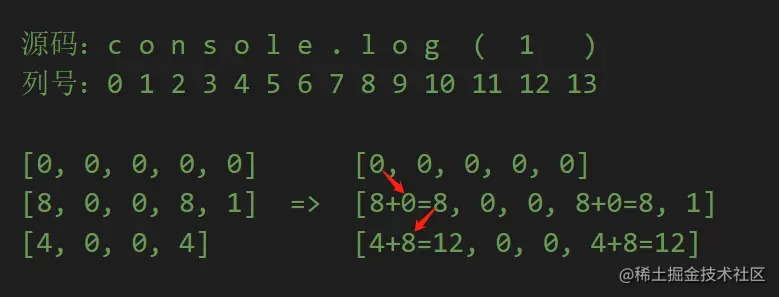 源码：c o n s o l e . l o g ( 1 )
列号：0 1 2 3 4 5 6 7 8 9 10 11 12 13
[0, 0, 0, 0, 0] [0, 0, 0, 0, 0]
[8, 0, 0, 8, 1] => [8+0=8, 0, 0, 8+0=8, 1]
[4, 0, 0, 4] [4+8=12, 0, 0, 4+8=12]
@稀土掘金技术社区